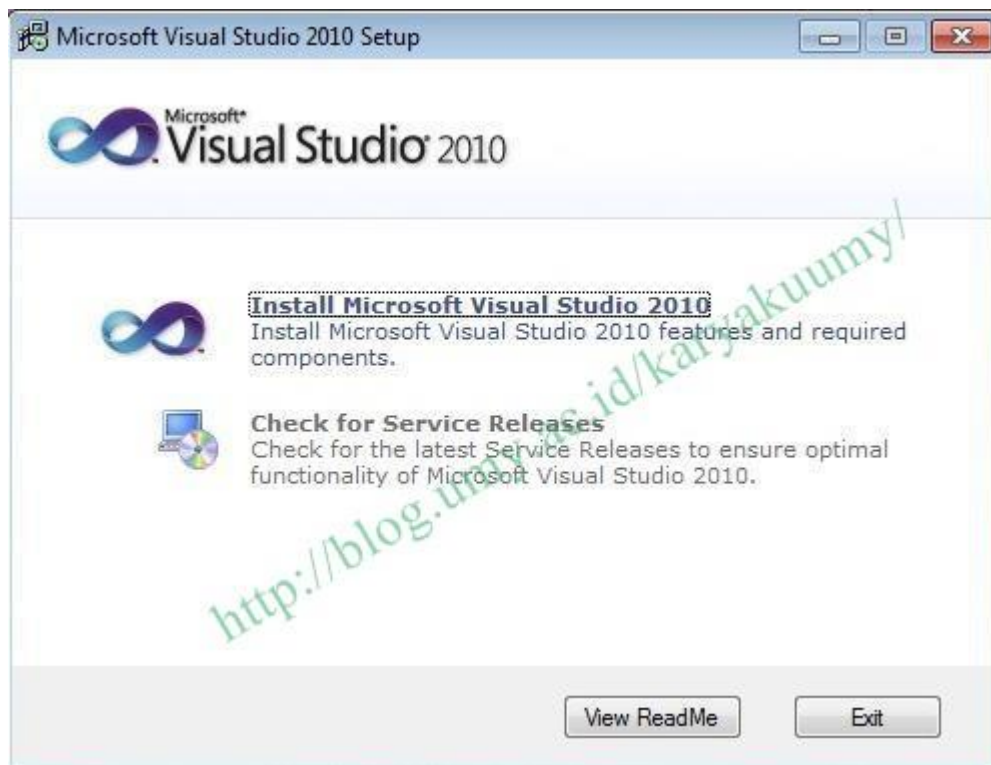 Microsoft Visual Studio 2010 Setup
Microsoft®
Visual Studio® 2010
Install Microsoft Visual Studio 2010
Install Microsoft Visual Studio 2010 features and required
components.
Check for Service Releases
Check for the latest Service Releases to ensure optimal
functionality of Microsoft Visual Studio 2010.
http://blog.umy.ac.id/karyakuumy/
View ReadMe
Exit